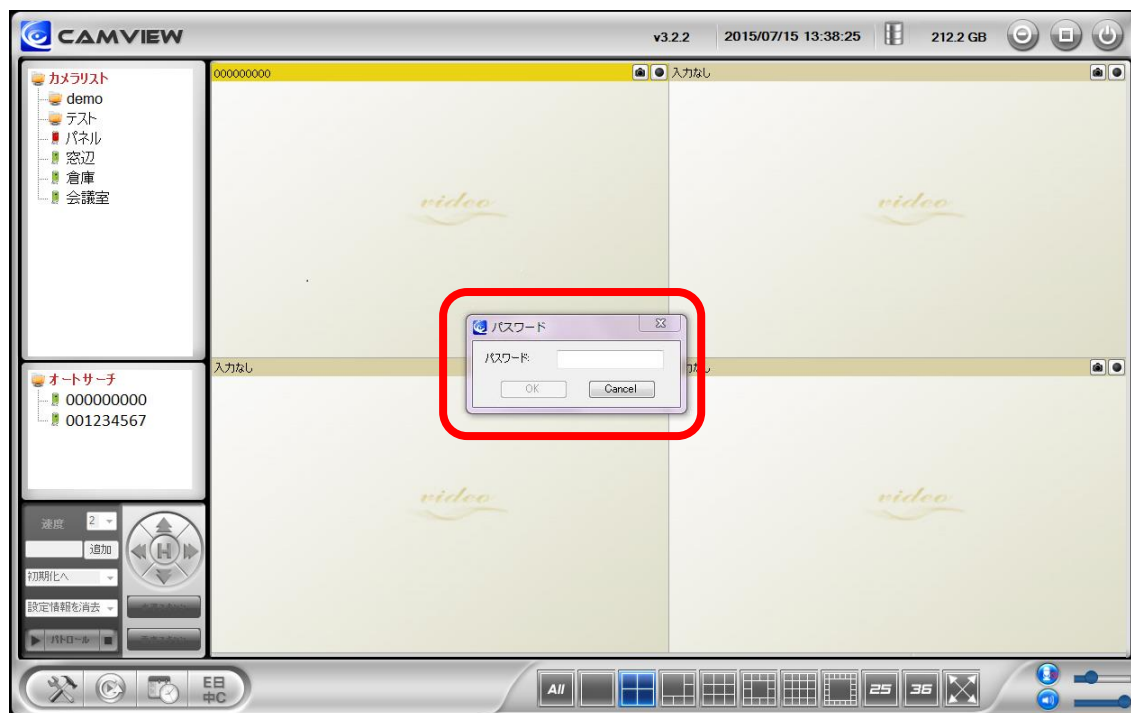 CAMVIEW
v3.2.2 2015/07/15 13:38:25 212.2 GB
カメラリスト
demo
テスト
パネル
窓辺
倉庫
会議室
000000000
入力なし
video
video
パスワード
パスワード:
OK Cancel
オートサーチ
000000000
001234567
入力なし
video
video
速度 2
追加
H
初期化へ
設定情報を消去
パトロール
E日
中C
All
25 36